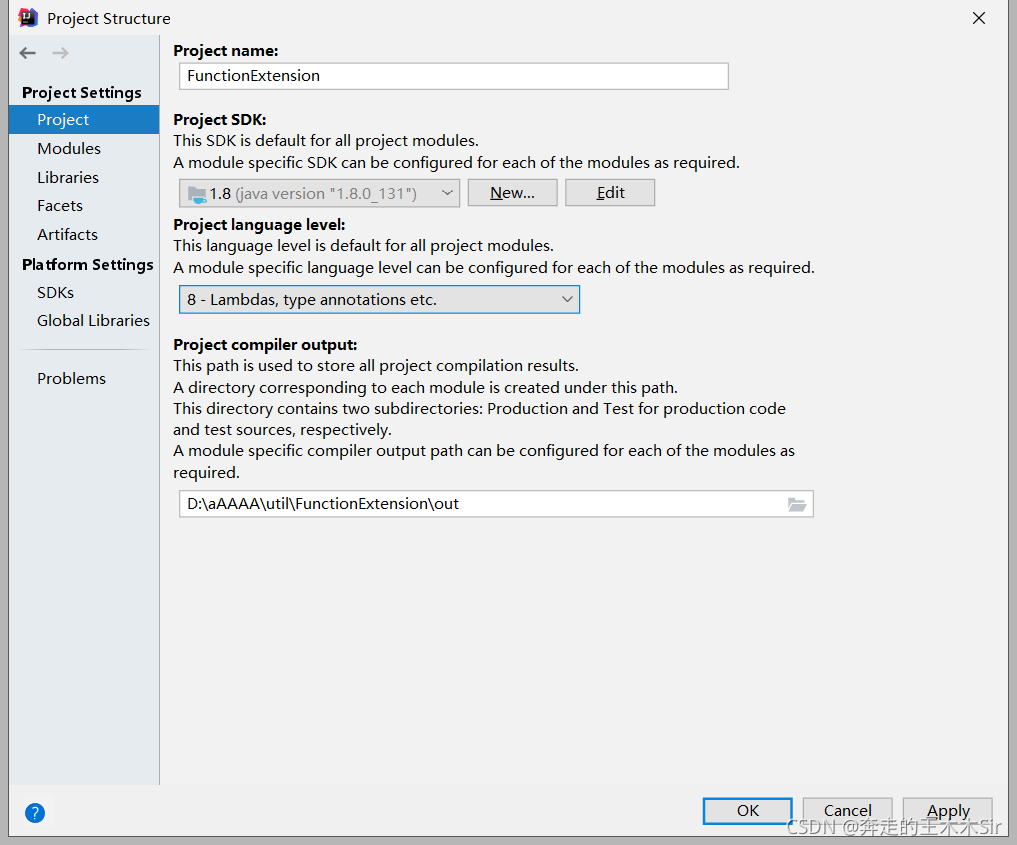 Project Structure
Project Settings
Project
Modules
Libraries
Facets
Artifacts
Platform Settings
SDKs
Global Libraries
Problems
Project name:
FunctionExtension
Project SDK:
This SDK is default for all project modules.
A module specific SDK can be configured for each of the modules as required.
1.8 (java version "1.8.0_131")
New...
Edit
Project language level:
This language level is default for all project modules.
A module specific language level can be configured for each of the modules as required.
8 - Lambdas, type annotations etc.
Project compiler output:
This path is used to store all project compilation results.
A directory corresponding to each module is created under this path.
This directory contains two subdirectories: Production and Test for production code
and test sources, respectively.
A module specific compiler output path can be configured for each of the modules as
required.
D:\aAAAA\util\FunctionExtension\out
?
OK
Cancel
Apply
CSDN @奔走的王木木Sir